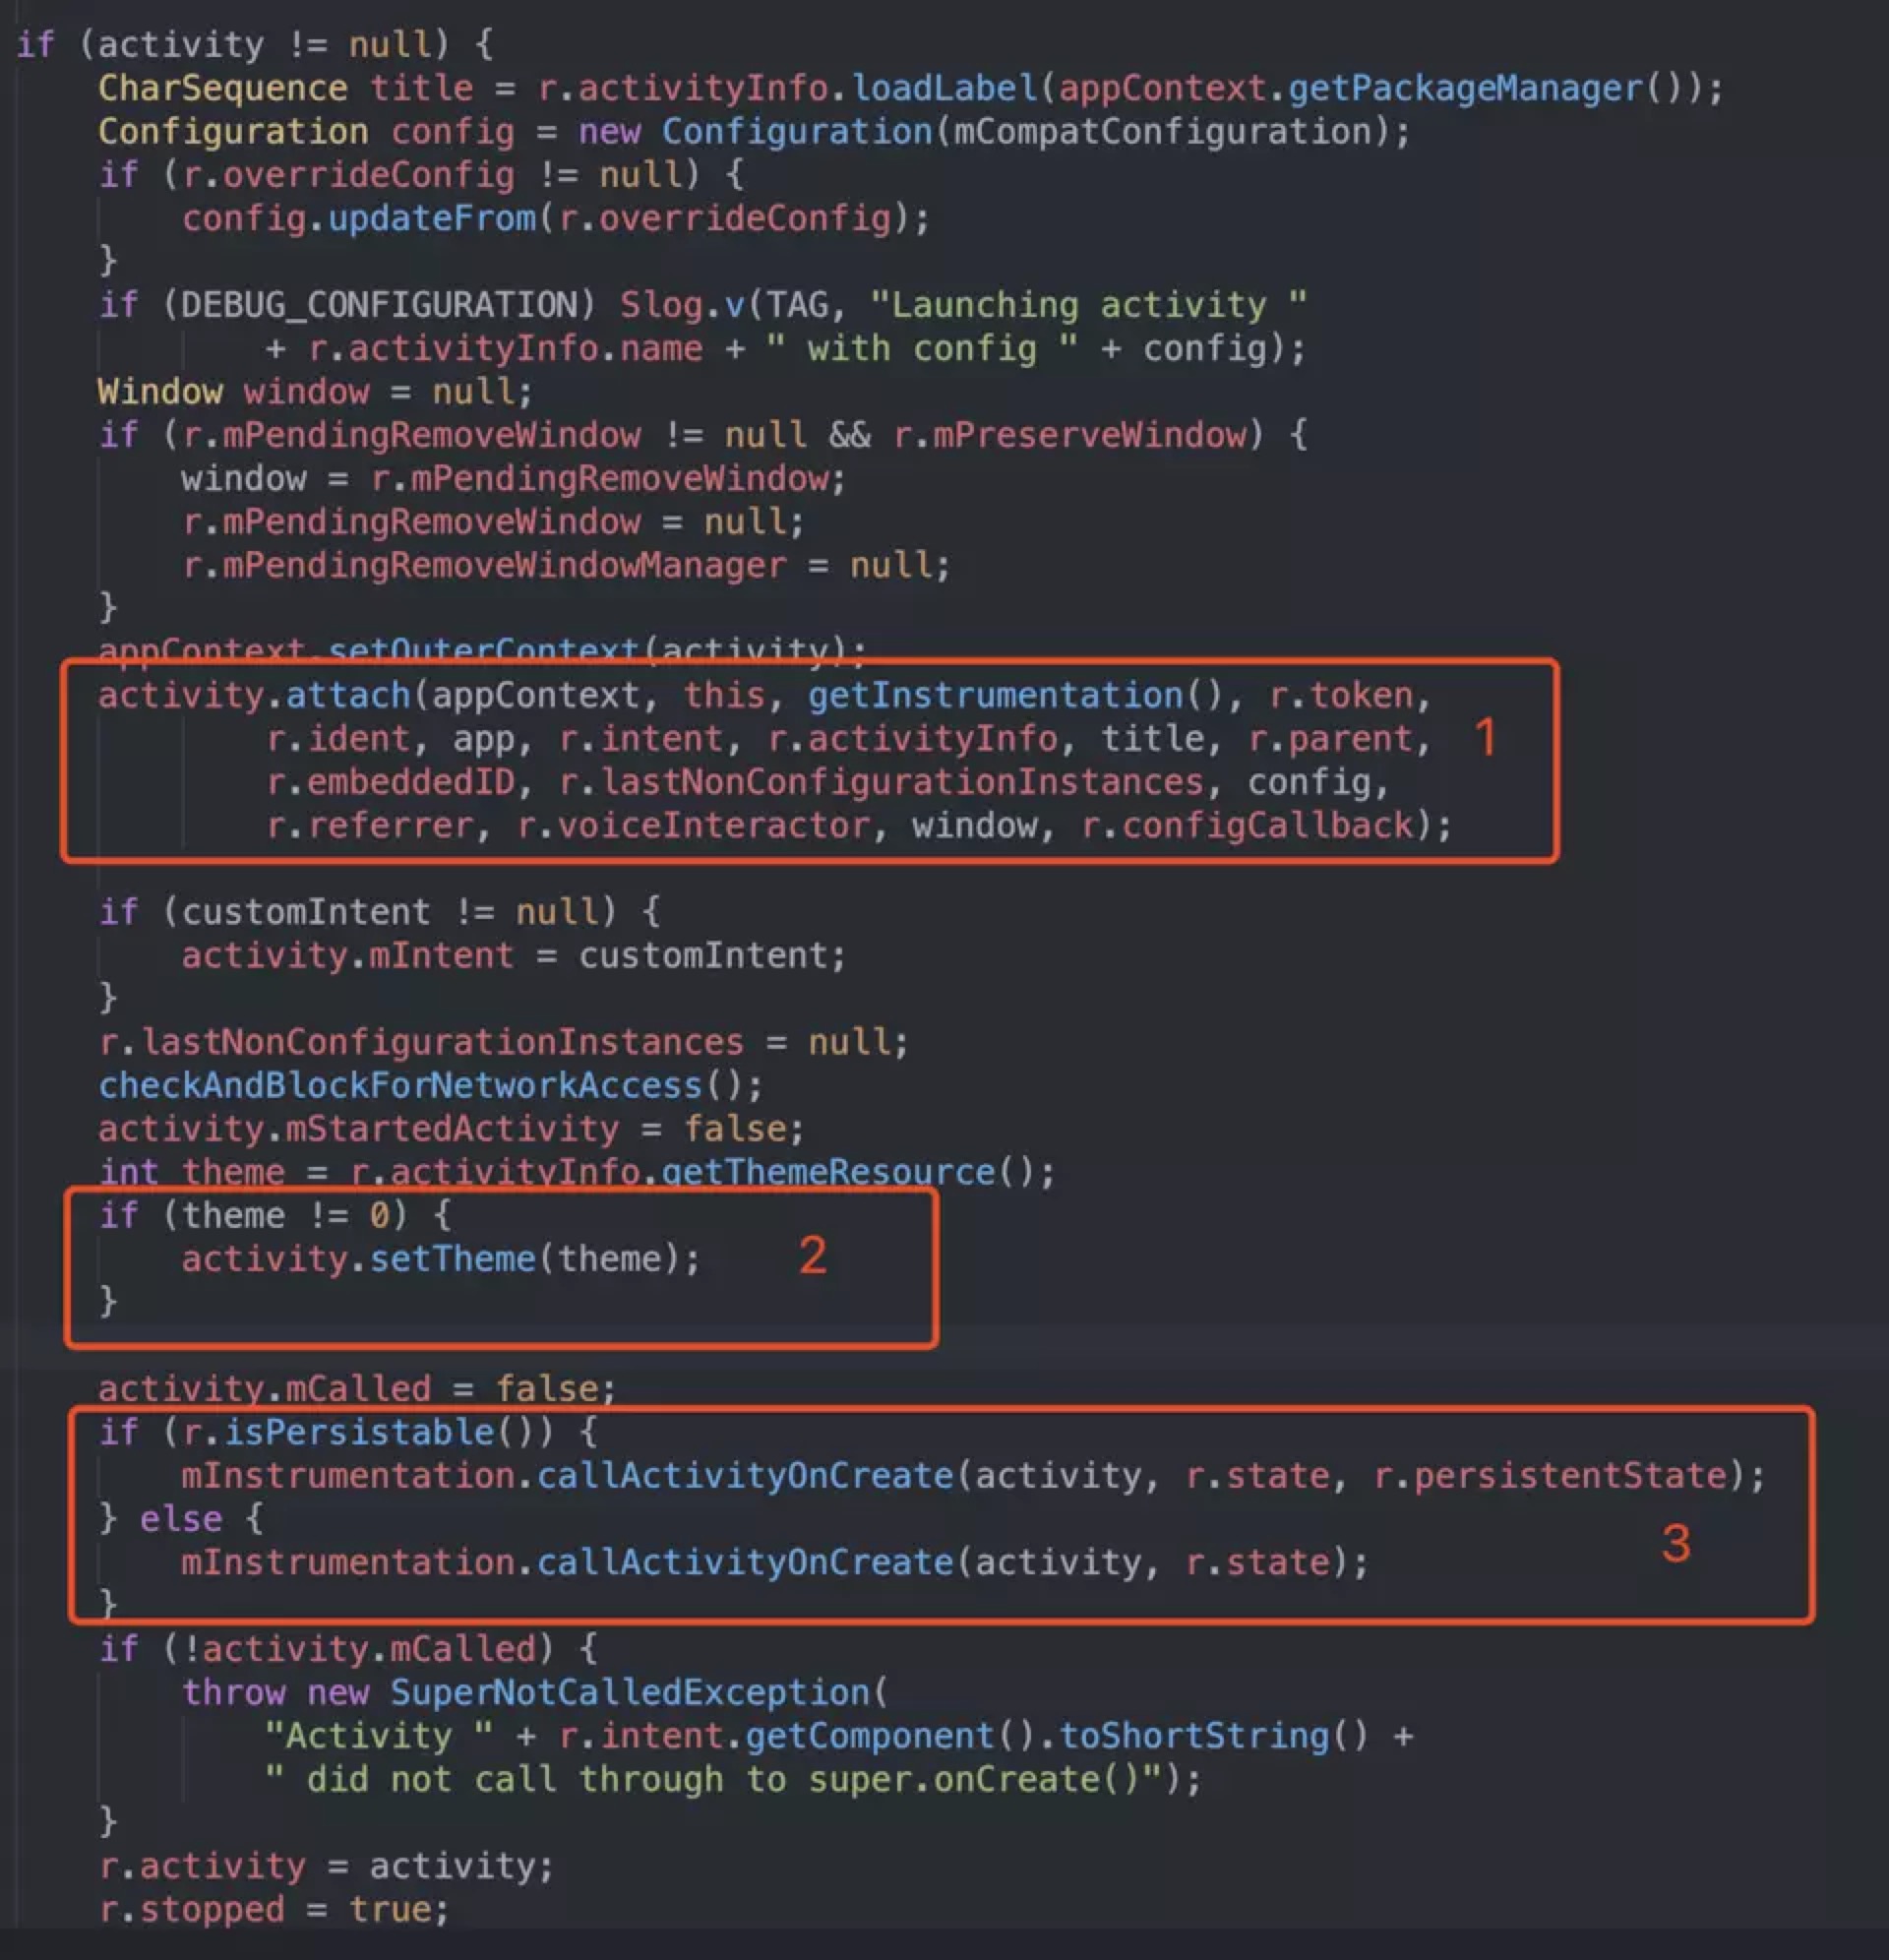 if (activity != null) {
CharSequence title = r.activityInfo.loadLabel(appContext.getPackageManager());
Configuration config = new Configuration(mCompatConfiguration);
if (r.overrideConfig != null) {
config.updateFrom(r.overrideConfig);
}
if (DEBUG_CONFIGURATION) Slog.v(TAG, "Launching activity "
+ r.activityInfo.name + " with config " + config);
Window window = null;
if (r.mPendingRemoveWindow != null && r.mPreserveWindow) {
window = r.mPendingRemoveWindow;
r.mPendingRemoveWindow = null;
r.mPendingRemoveWindowManager = null;
}
appContext.setOuterContext(activity);
activity.attach(appContext, this, getInstrumentation(), r.token,
r.ident, app, r.intent, r.activityInfo, title, r.parent,
1
r.embeddedID, r.lastNonConfigurationInstances, config,
r.referrer, r.voiceInteractor, window, r.configCallback);
if (customIntent != null) {
activity.mIntent = customIntent;
}
r.lastNonConfigurationInstances = null;
checkAndBlockForNetworkAccess();
activity.mStartedActivity = false;
int theme = r.activityInfo.getThemeResource();
if (theme != 0) {
activity.setTheme(theme);
2
}
activity.mCalled = false;
if (r.isPersistable()) {
mInstrumentation.callActivityOnCreate(activity, r.state, r.persistentState);
} else {
mInstrumentation.callActivityOnCreate(activity, r.state);
3
}
if (!activity.mCalled) {
throw new SuperNotCalledException(
"Activity " + r.intent.getComponent().toShortString() +
" did not call through to super.onCreate()");
}
r.activity = activity;
r.stopped = true;